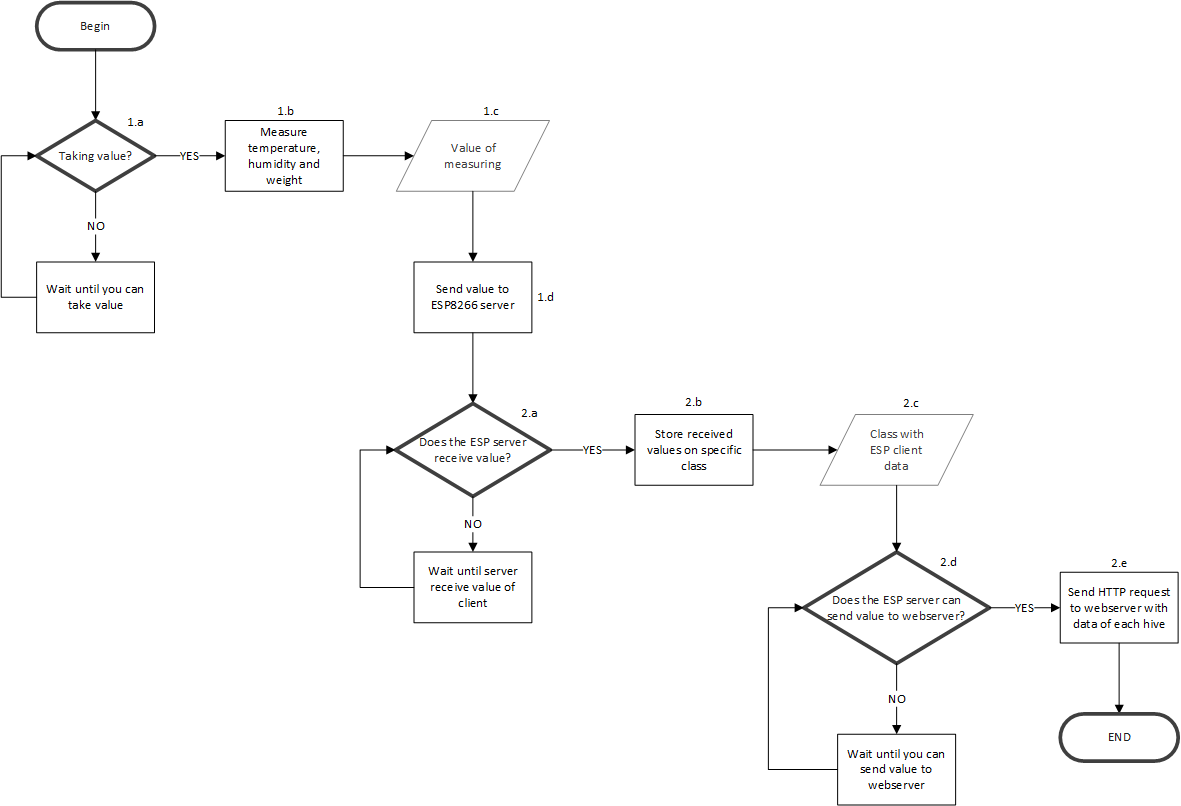 Begin
1.a
Taking value?
YES
NO
Wait until you can
take value
1.b
Measure
temperature,
humidity and
weight
1.c
Value of
measuring
Send value to
ESP8266 server
1.d
2.a
Does the ESP server
receive value?
YES
NO
Wait until server
receive value of
client
2.b
Store received
values on specific
class
2.c
Class with
ESP client
data
2.d
Does the ESP server can
send value to webserver?
YES
NO
Wait until you can
send value to
webserver
2.e
Send HTTP request
to webserver with
data of each hive
END